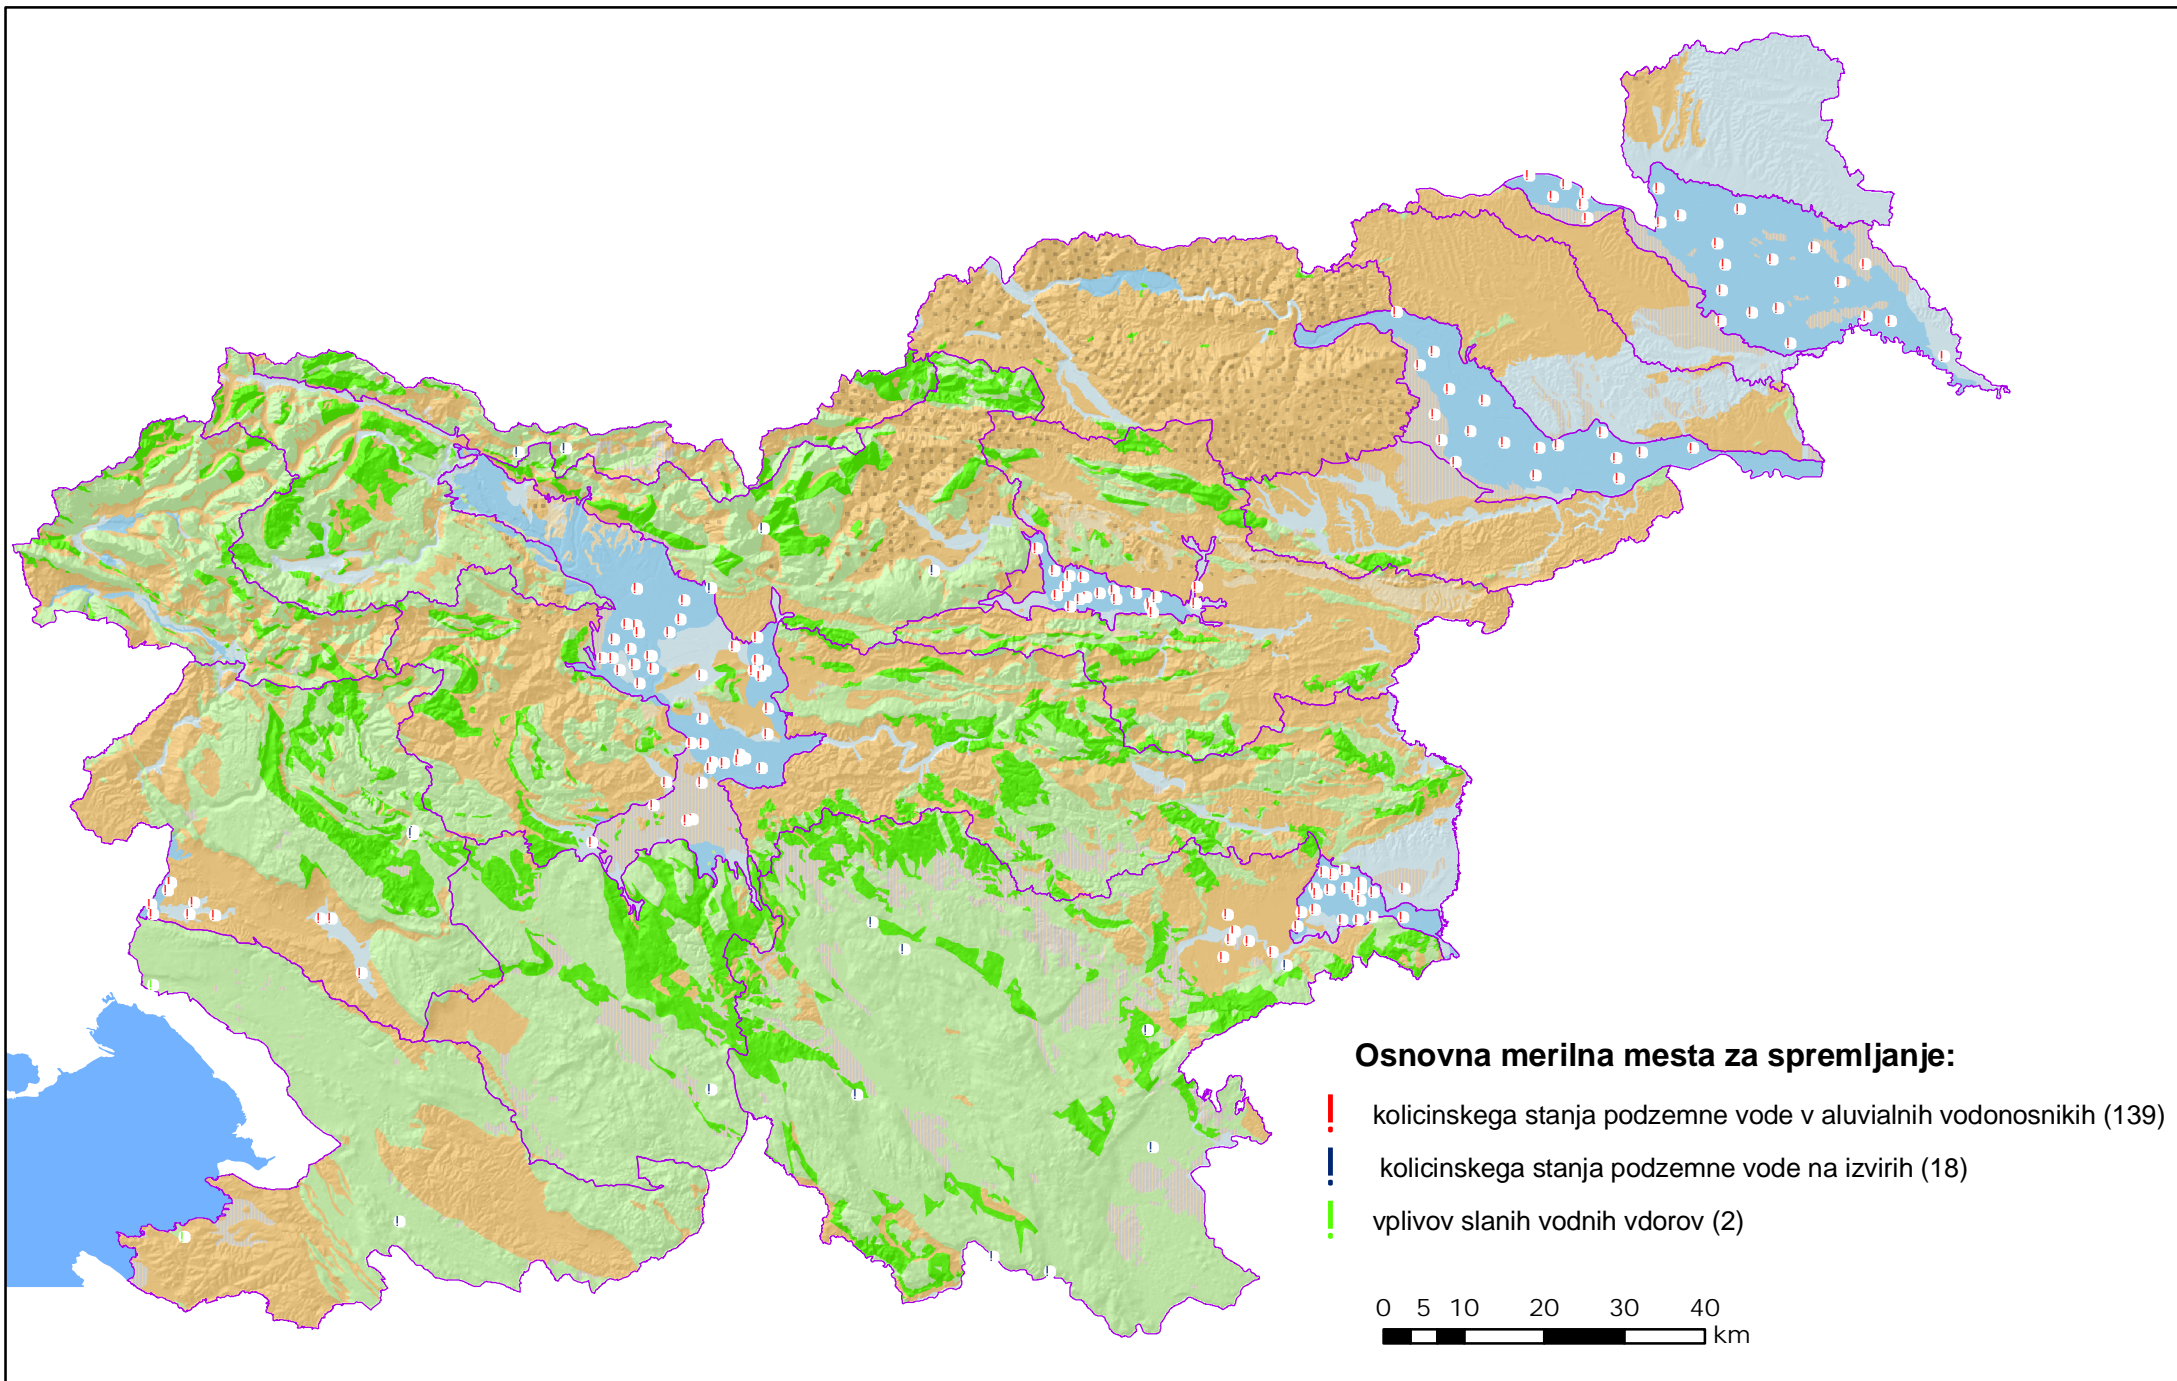 Osnovna merilna mesta za spremljanje:
kolicinskega stanja podzemne vode v aluvialnih vodonosnikih (139)
kolicinskega stanja podzemne vode na izvirih (18)
vplivov slanih vodnih vdorov (2)
0 5 10 20 30 40
km